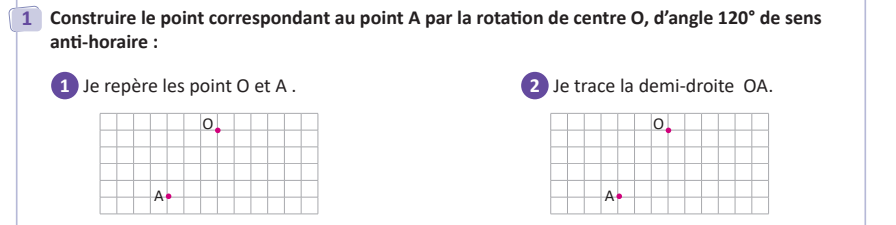 1 Construire le point correspondant au point A par la rotation de centre O, d'angle 120° de sens
anti-horaire :
1 Je repère les point O et A .
2 Je trace la demi-droite OA.
O
A
O
A